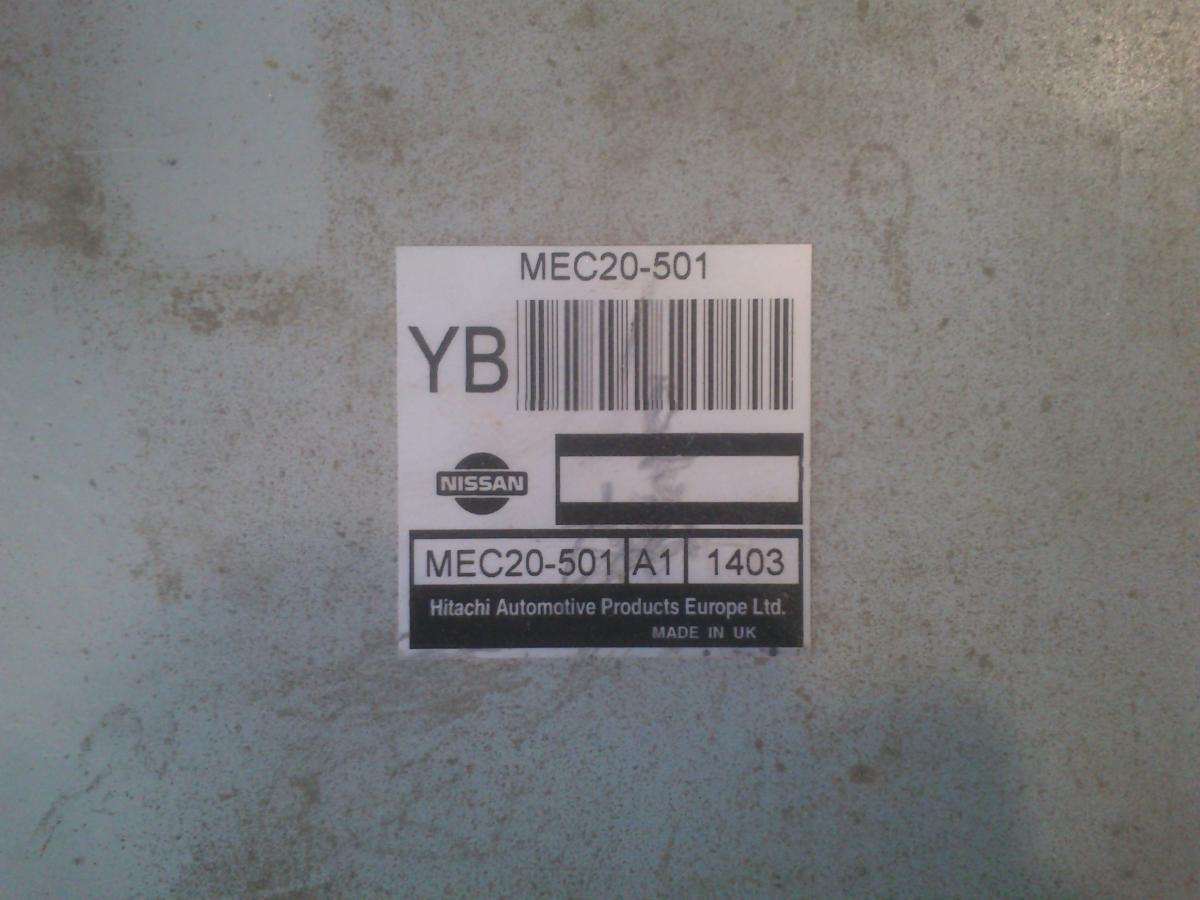 MEC20-501
YB
NISSAN
MEC20-501 A1 1403
Hitachi Automotive Products Europe Ltd.
MADE IN UK